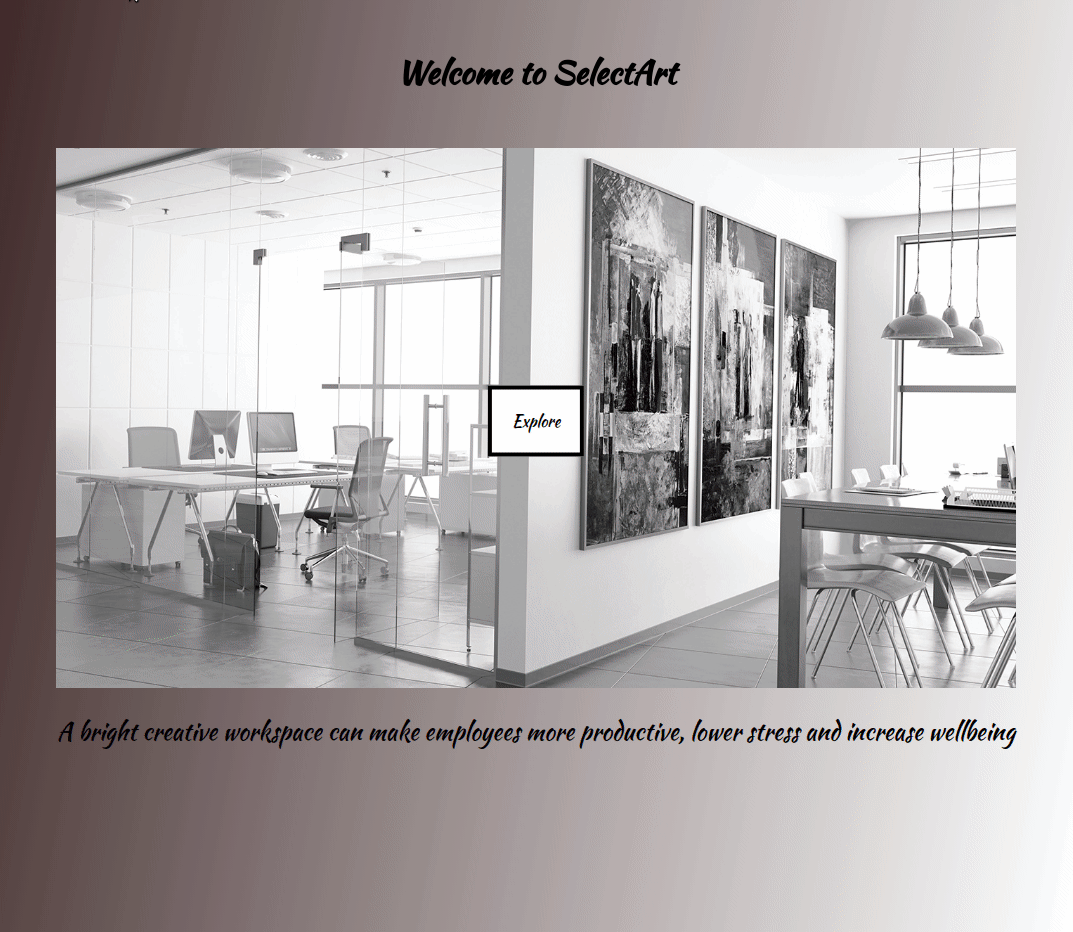 Welcome to SelectArt
Explore
A bright creative workspace can make employees more productive, lower stress and increase wellbeing